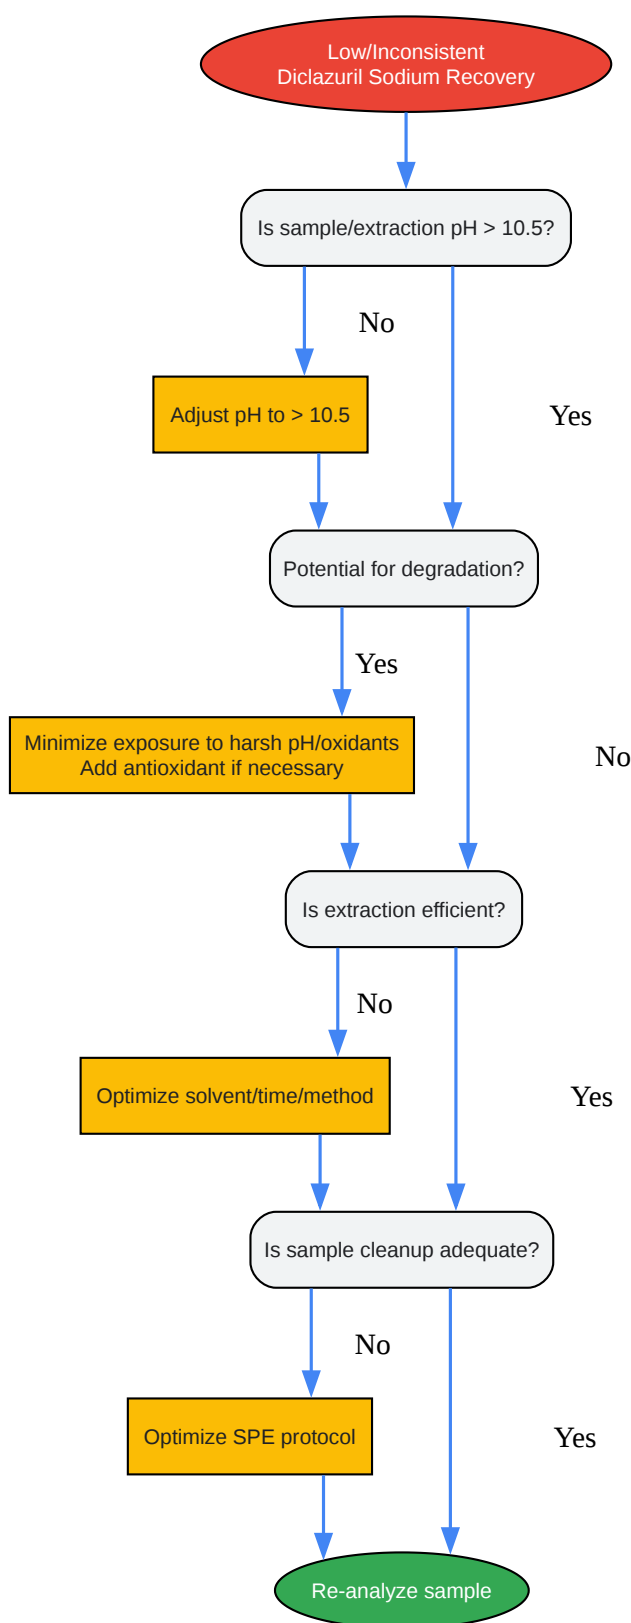 Low/Inconsistent
Diclazuril Sodium Recovery
Is sample/extraction pH > 10.5?
No
Adjust pH to > 10.5
Yes
Potential for degradation?
Yes
Minimize exposure to harsh pH/oxidants
Add antioxidant if necessary
No
Is extraction efficient?
No
Optimize solvent/time/method
Yes
Is sample cleanup adequate?
No
Optimize SPE protocol
Yes
Re-analyze sample